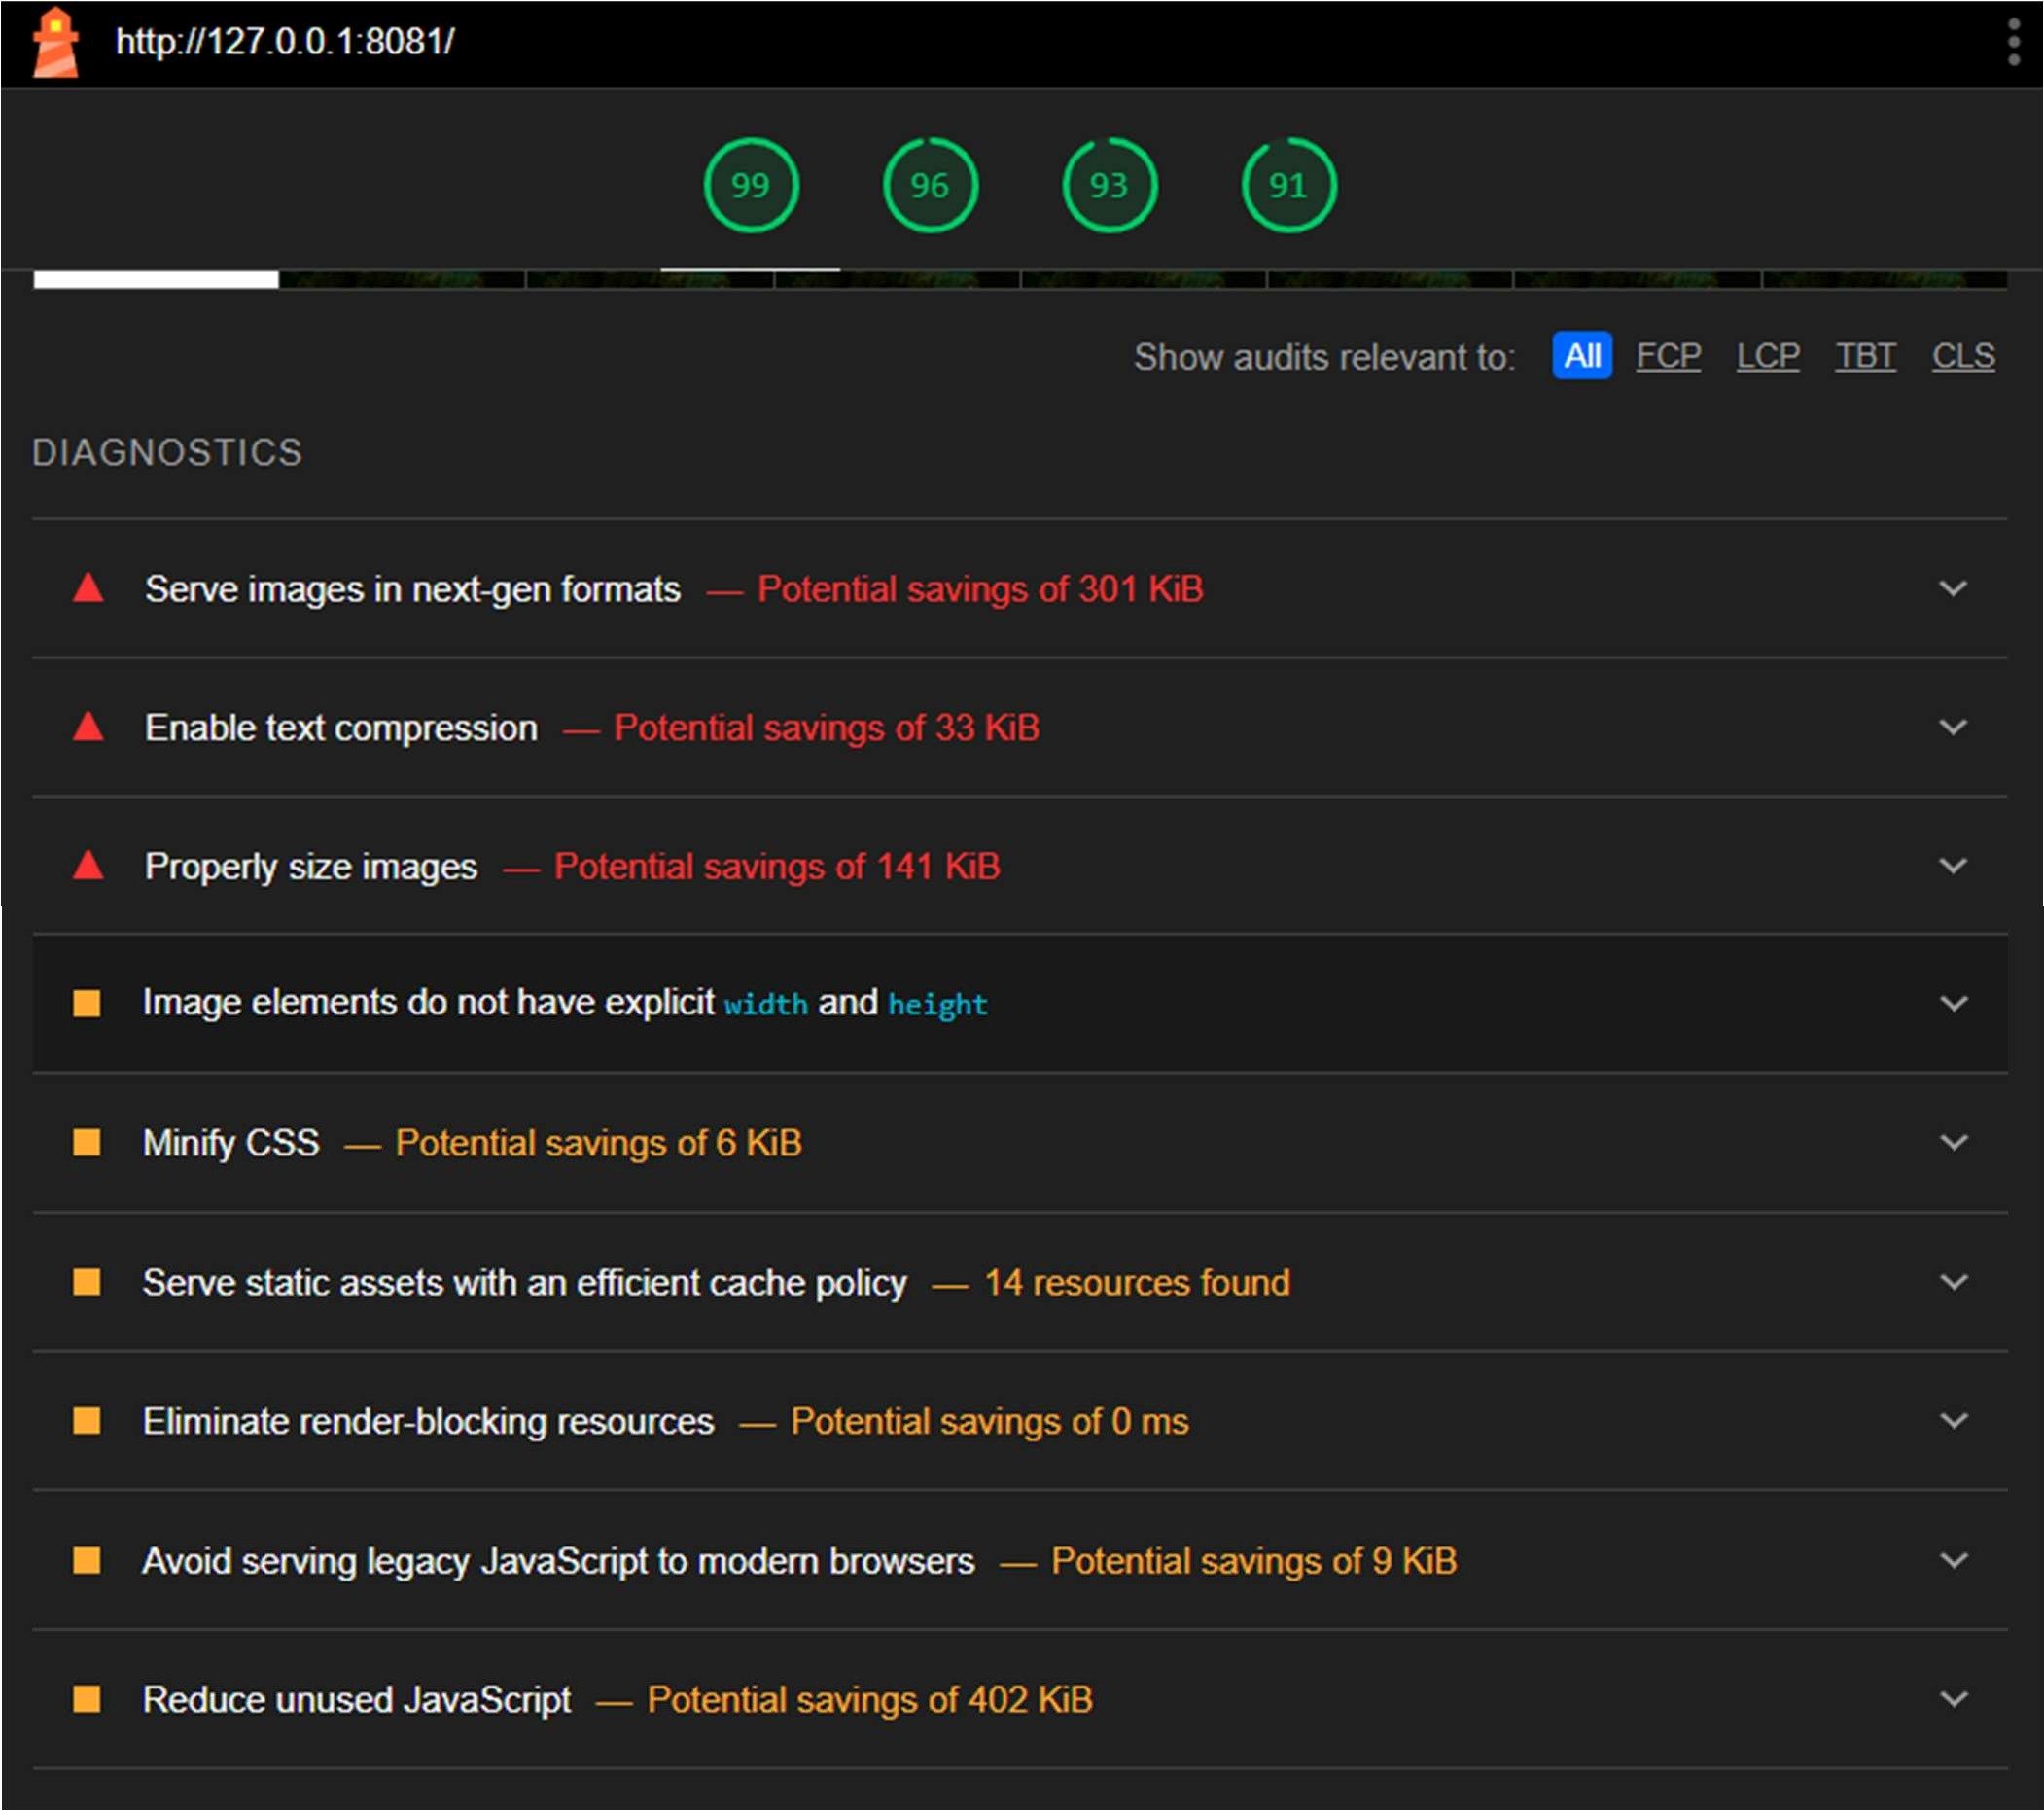 http://127.0.0.1:8081/
99 96 93 91
Show audits relevant to: All FCP LCP TBT CLS
DIAGNOSTICS
Serve images in next-gen formats — Potential savings of 301 KiB
Enable text compression — Potential savings of 33 KiB
Properly size images — Potential savings of 141 KiB
Image elements do not have explicit width and height
Minify CSS — Potential savings of 6 KiB
Serve static assets with an efficient cache policy — 14 resources found
Eliminate render-blocking resources — Potential savings of 0 ms
Avoid serving legacy JavaScript to modern browsers — Potential savings of 9 KiB
Reduce unused JavaScript — Potential savings of 402 KiB